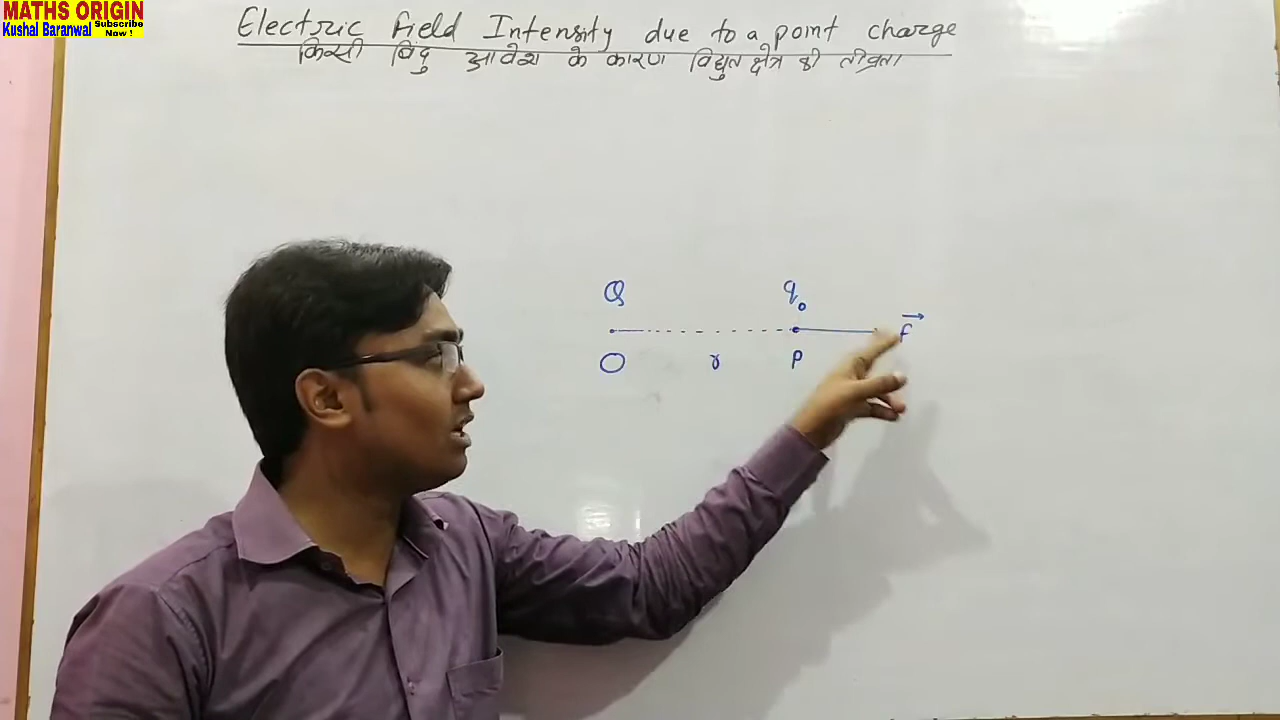 MATHS ORIGIN
Kushal Baranwal Subscribe Now !
Electric field Intensity due to a point charge
किसी बिंदु आवेश के कारण विद्युत क्षेत्र की तीव्रता
Q q₀
F
O r P